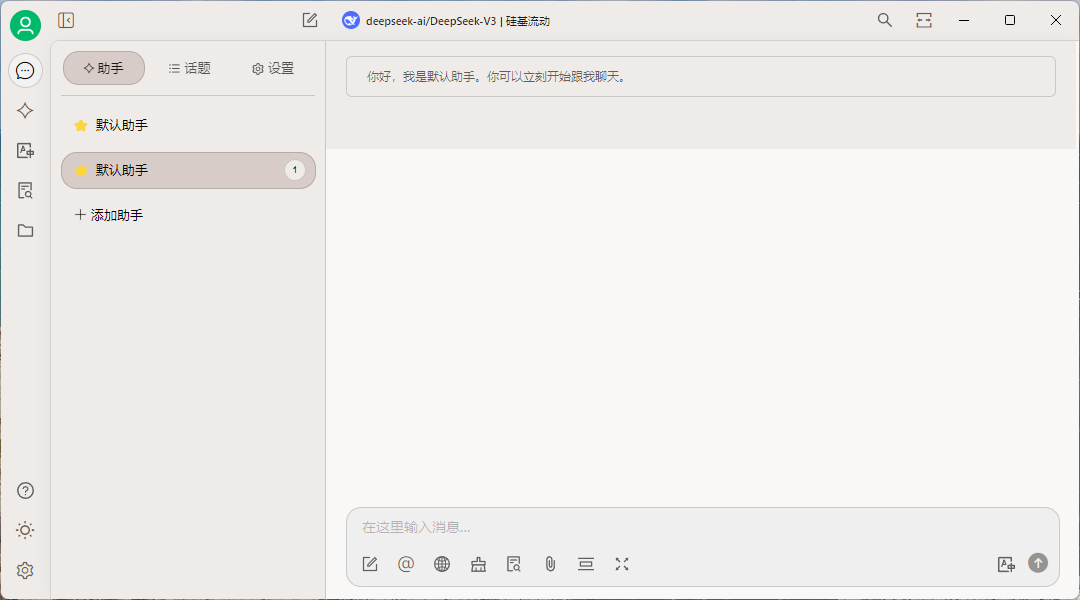 deepseek-ai/DeepSeek-V3 | 硅基流动
助手
话题
设置
默认助手
默认助手
1
添加助手
你好，我是默认助手。你可以立刻开始跟我聊天。
在这里输入消息...